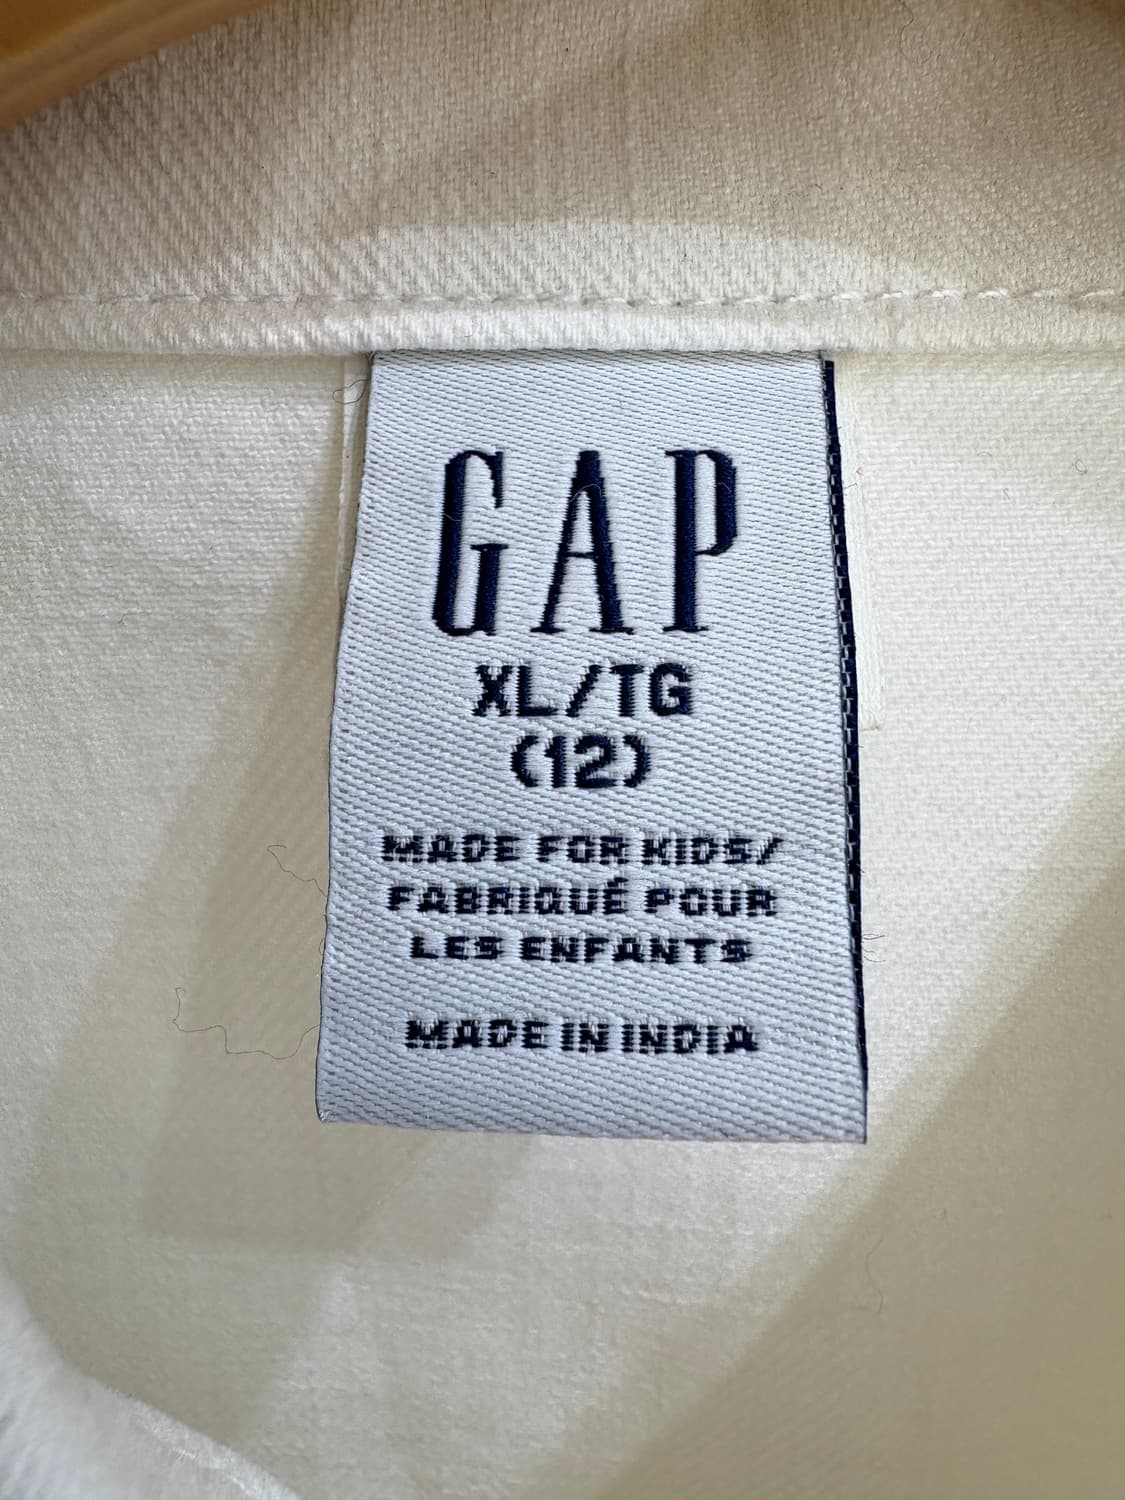 GAP
XL/TG
(12)
MADE FOR KIDS/
FABRIQUÉ POUR
LES ENFANTS
MADE IN INDIA